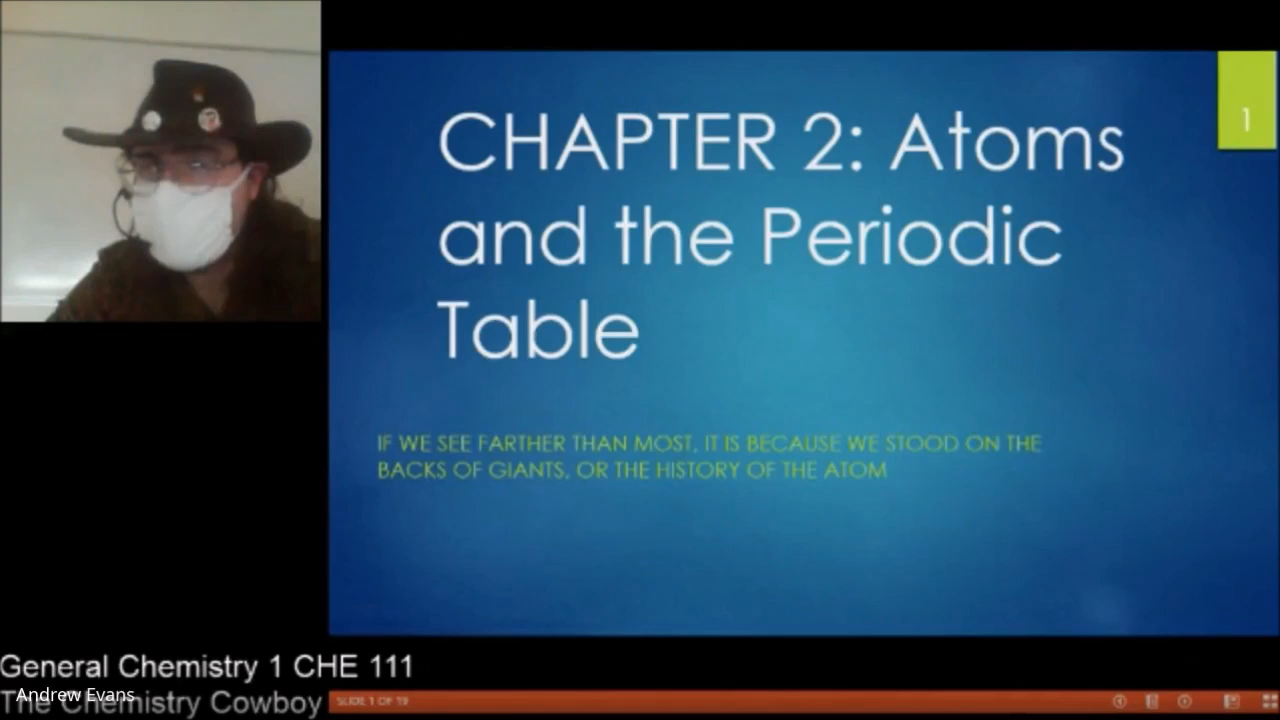 1
CHAPTER 2: Atoms
and the Periodic
Table
IF WE SEE FARTHER THAN MOST, IT IS BECAUSE WE STOOD ON THE
BACKS OF GIANTS, OR THE HISTORY OF THE ATOM
General Chemistry 1 CHE 111
Andrew Evans
The Chemistry Cowboy
SLIDE 1 OF 19